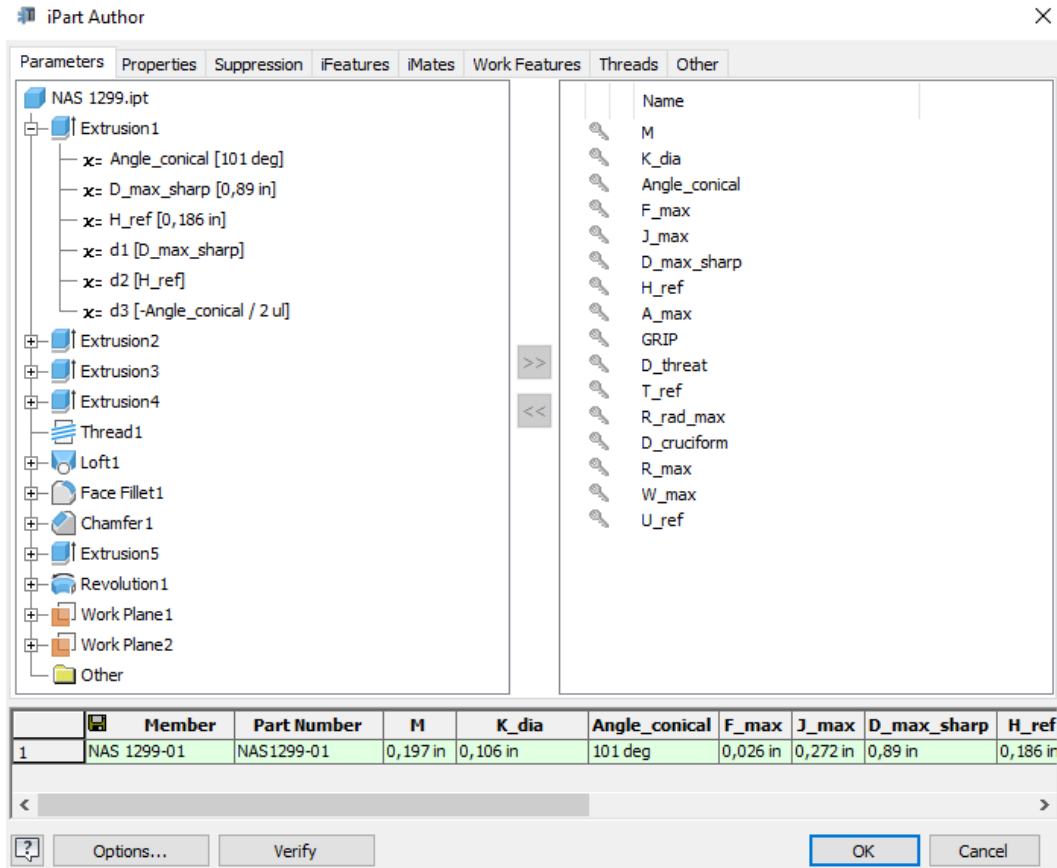 iPart Author
Parameters Properties Suppression iFeatures iMates Work Features Threads Other
NAS 1299.ipt
Extrusion1
x= Angle_conical [101 deg]
x= D_max_sharp [0,89 in]
x= H_ref [0,186 in]
x= d1 [D_max_sharp]
x= d2 [H_ref]
x= d3 [-Angle_conical / 2 ul]
Extrusion2
Extrusion3
Extrusion4
Thread1
Loft1
Face Fillet1
Chamfer1
Extrusion5
Revolution1
Work Plane1
Work Plane2
Other
>>
<<
Name
M
K_dia
Angle_conical
F_max
J_max
D_max_sharp
H_ref
A_max
GRIP
D_threat
T_ref
R_rad_max
D_cruciform
R_max
W_max
U_ref
Member Part Number M K_dia Angle_conical F_max J_max D_max_sharp H_ref
1 NAS 1299-01 NAS1299-01 0,197 in 0,106 in 101 deg 0,026 in 0,272 in 0,89 in 0,186 in
? Options... Verify OK Cancel